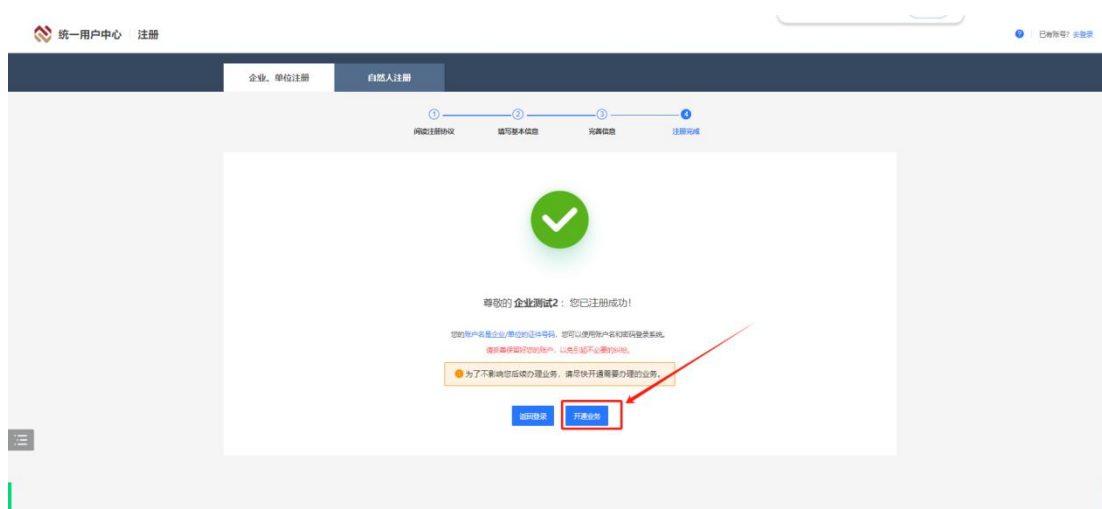 统一用户中心 注册
已有账号? 去登录
企业、单位注册 自然人注册
1 2 3 4
阅读注册协议 填写基本信息 完善信息 注册完成
尊敬的 企业测试2 : 您已注册成功!
您的账户名是企业/单位的证件号码, 您可以使用账户名和密码登录系统。
请妥善保管好您的账户, 以免引起不必要的纠纷。
为了不影响您后续办理业务, 请尽快开通需要办理的业务。
返回登录 开通业务